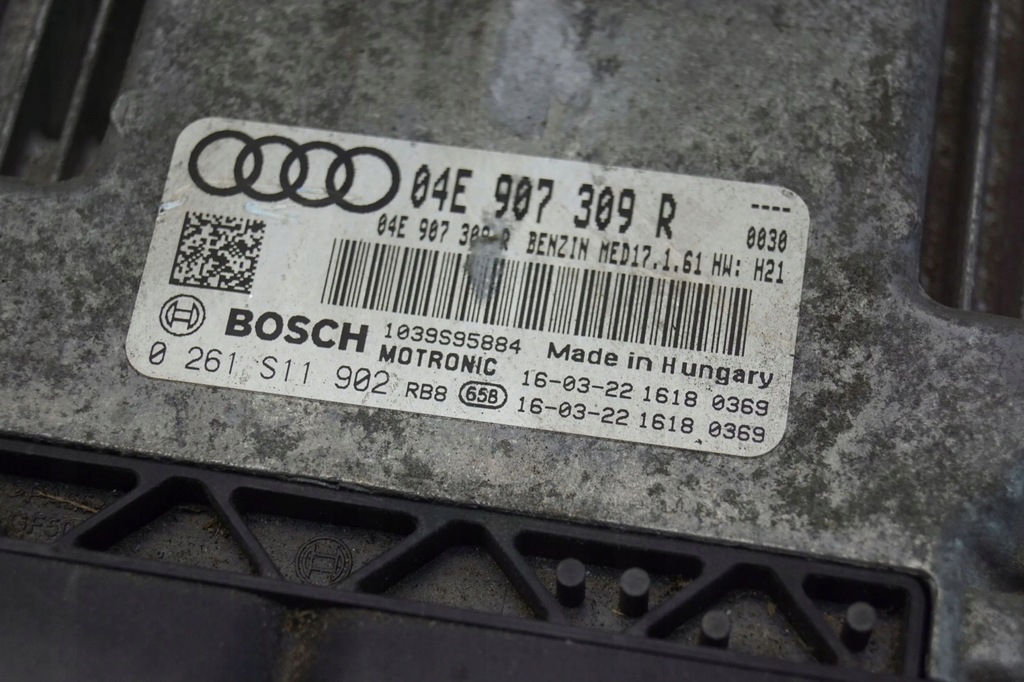 04E 907 309 R ----
04E 907 309 R BENZIN MED17.1.61 HW: H21 0030
BOSCH 1039S95884 Made in Hungary
MOTRONIC 16-03-22 1618 0369
0 261 S11 902 RB8 65B 16-03-22 1618 0369